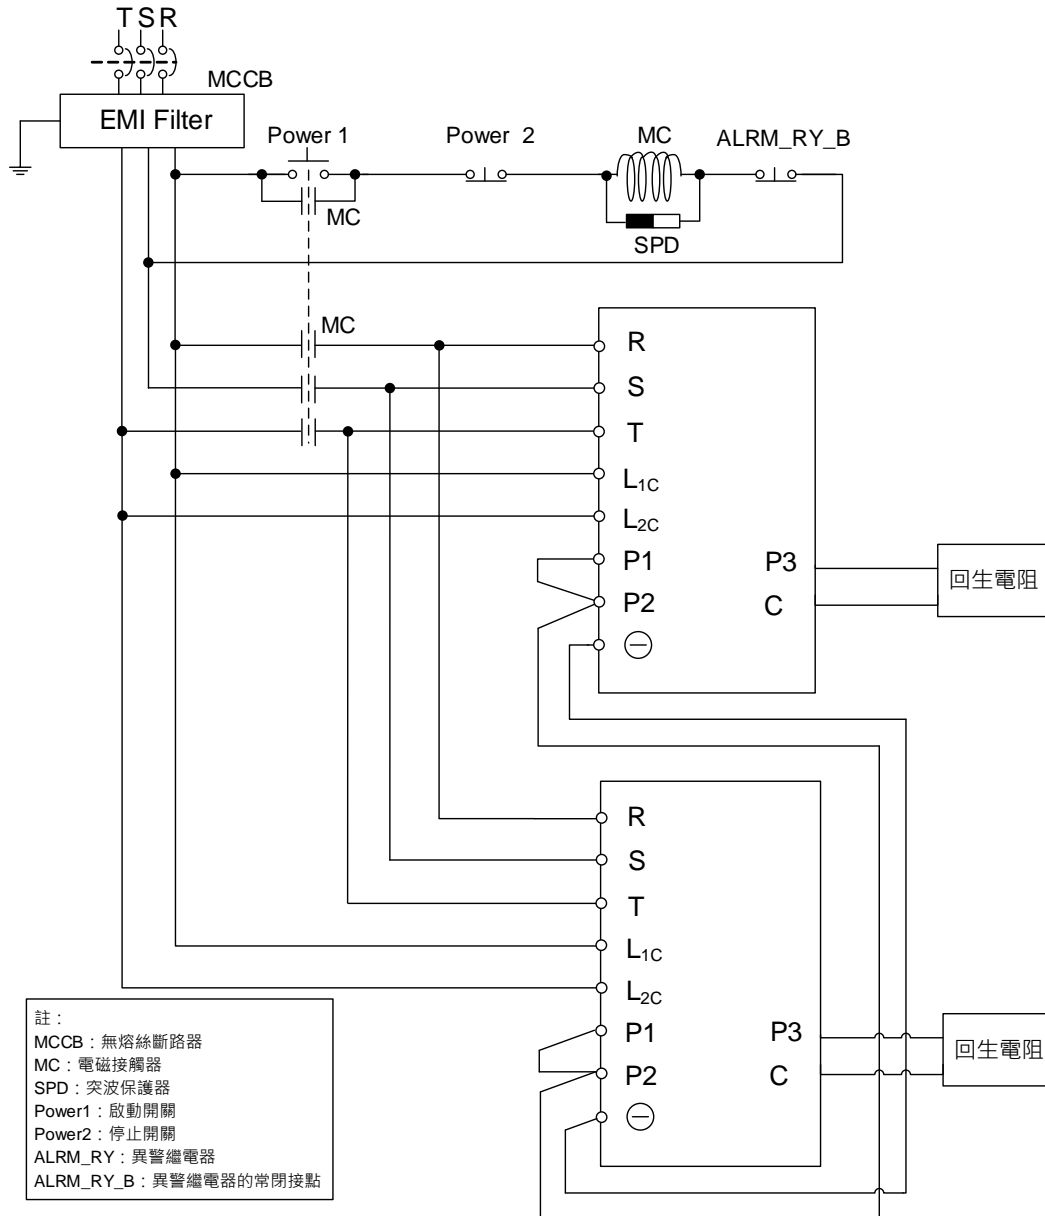 T S R
MCCB
EMI Filter
Power 1
Power 2
MC
ALRM_RY_B
MC
SPD
MC
R
S
T
L1C
L2C
P1
P2
P3
C
回生電阻
R
S
T
L1C
L2C
P1
P2
P3
C
回生電阻
註：
MCCB：無熔絲斷路器
MC：電磁接觸器
SPD：突波保護器
Power1：啟動開關
Power2：停止開關
ALRM_RY：異警繼電器
ALRM_RY_B：異警繼電器的常閉接點